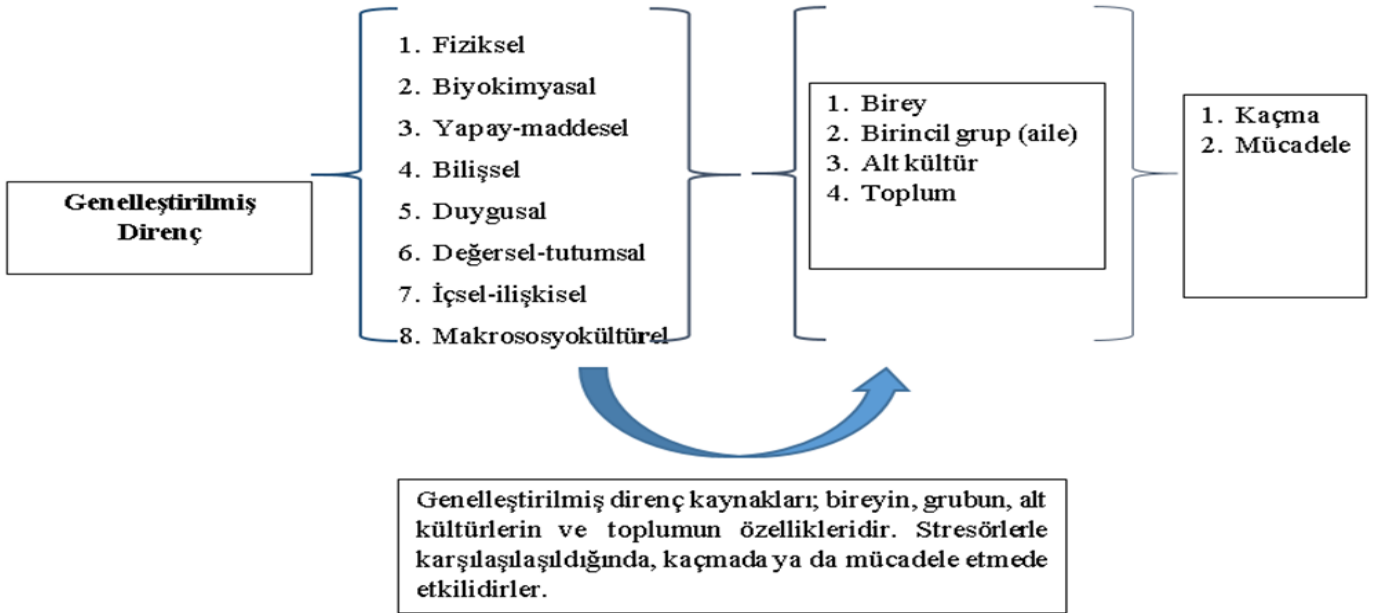 Genelleştirilmiş
Direnç
1. Fiziksel
2. Biyokimyasal
3. Yapay-maddesel
4. Bilişsel
5. Duygusal
6. Değersel-tutumsal
7. İçsel-ilişkisel
8. Makrososyokültürel
1. Birey
2. Birincil grup (aile)
3. Alt kültür
4. Toplum
1. Kaçma
2. Mücadele
Genelleştirilmiş direnç kaynakları; bireyin, grubun, alt
kültürlerin ve toplumun özellikleridir. Stresörlerle
karşılaşılaşıldığında, kaçmada ya da mücadele etmede
etkilidirler.